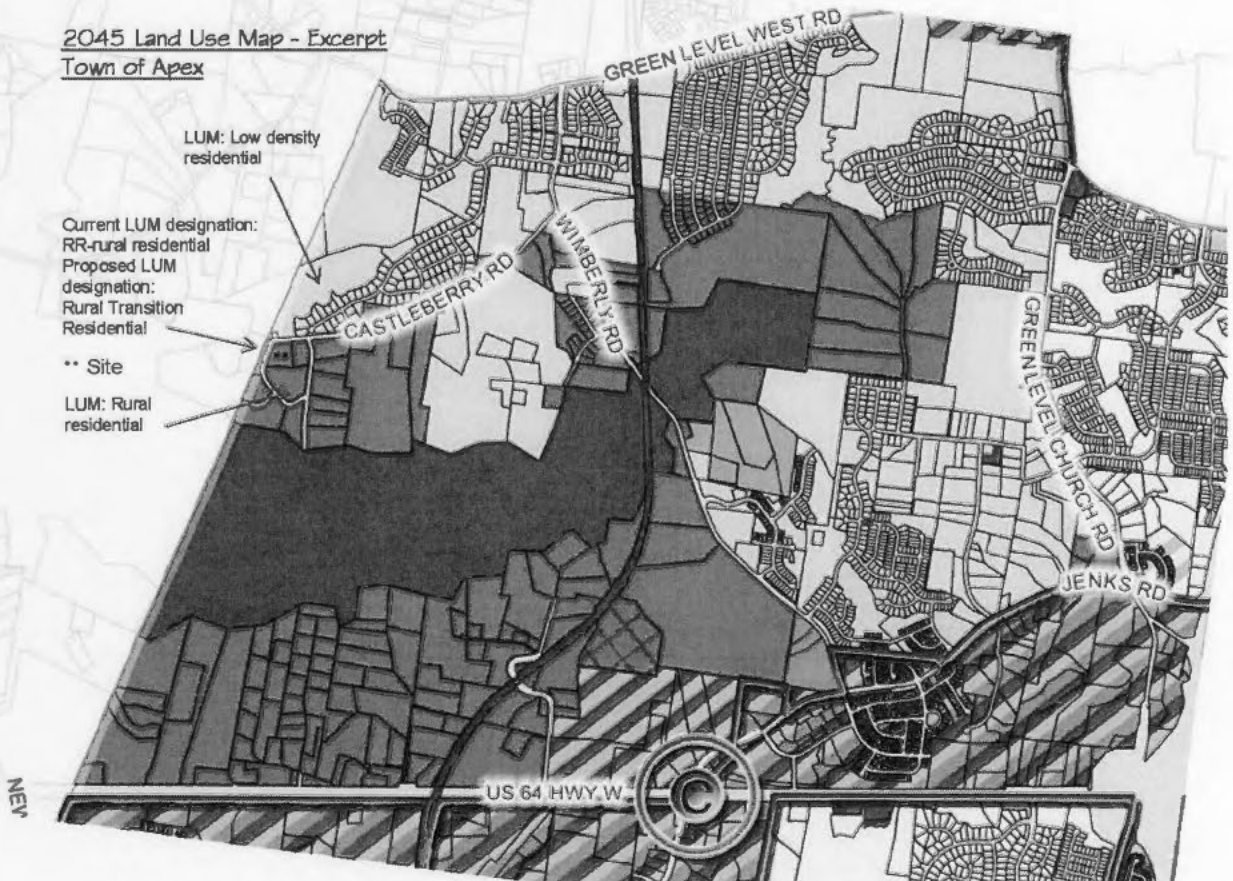 2045 Land Use Map - Excerpt
Town of Apex
GREEN LEVEL WEST RD
LUM: Low density
residential
Current LUM designation:
RR-rural residential
Proposed LUM
designation:
Rural Transition
Residential
** Site
LUM: Rural
residential
CASTLEBERRY RD
WIMBERLY RD
GREEN LEVEL CHURCH RD
JENKS RD
US 64 HWY W
C
NEW